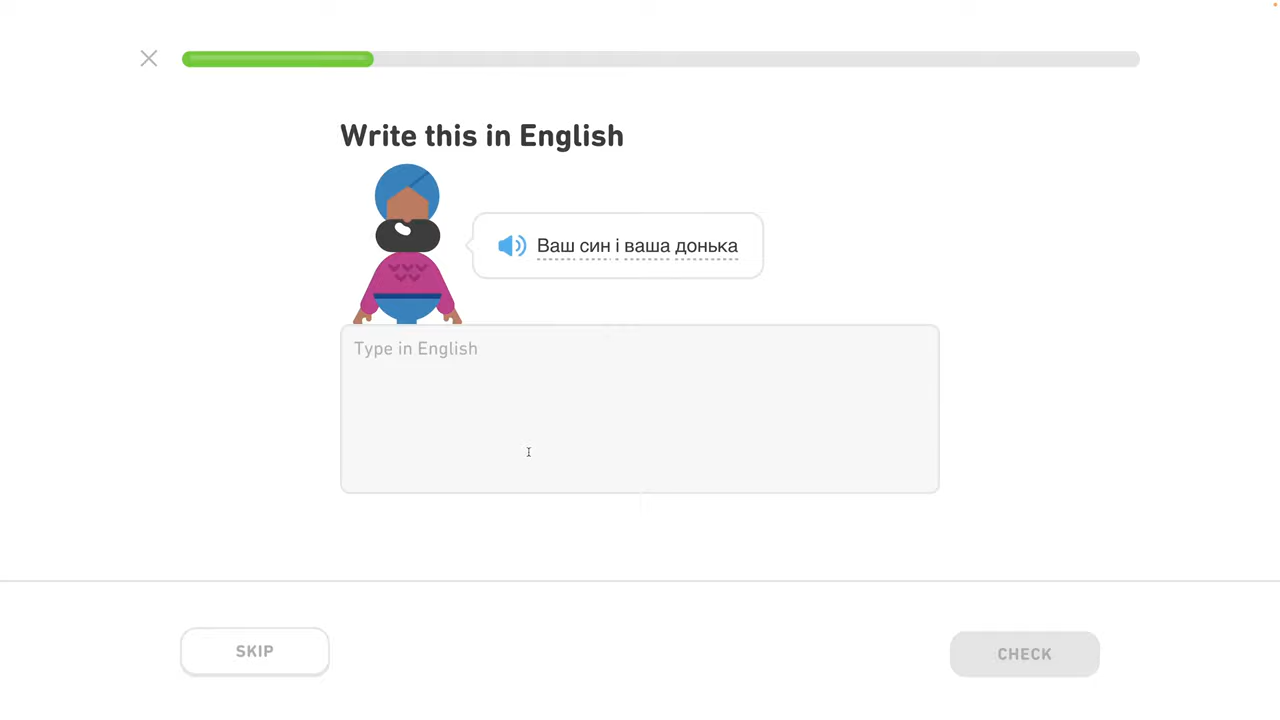 Write this in English
Ваш син і ваша донька
Type in English
SKIP
CHECK